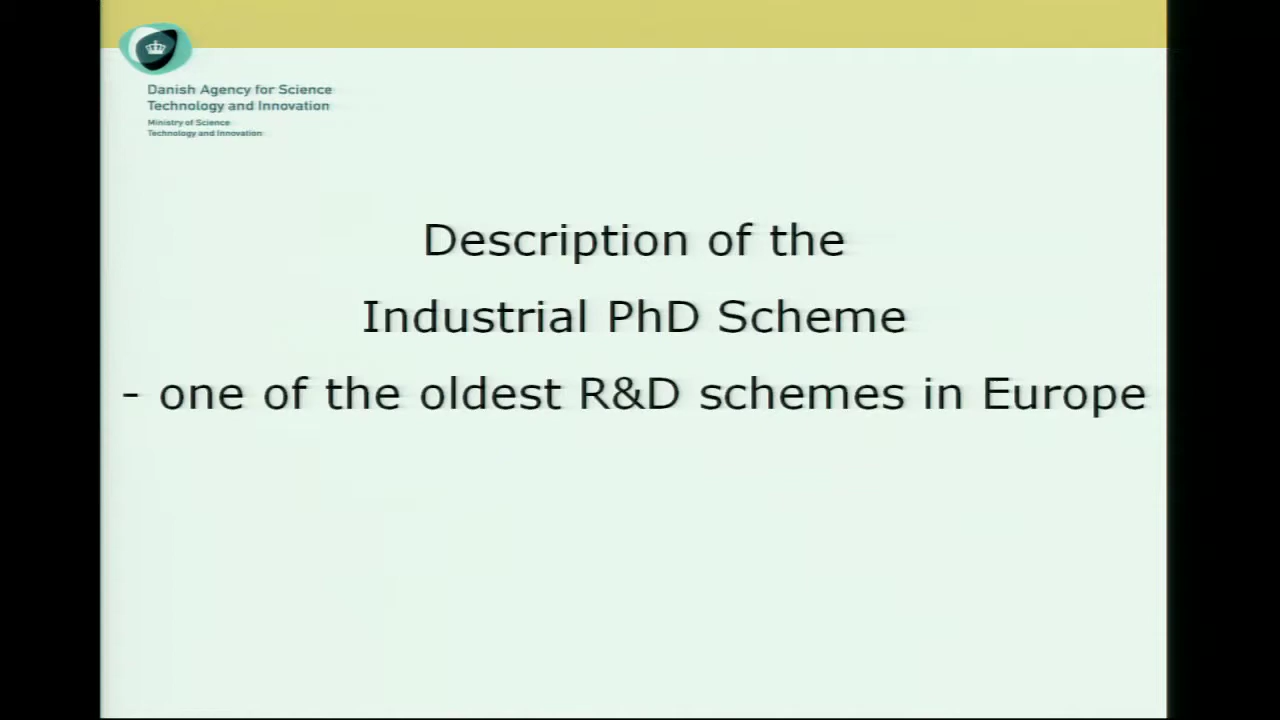 Danish Agency for Science
Technology and Innovation
Ministry of Science
Technology and Innovation
Description of the
Industrial PhD Scheme
- one of the oldest R&D schemes in Europe